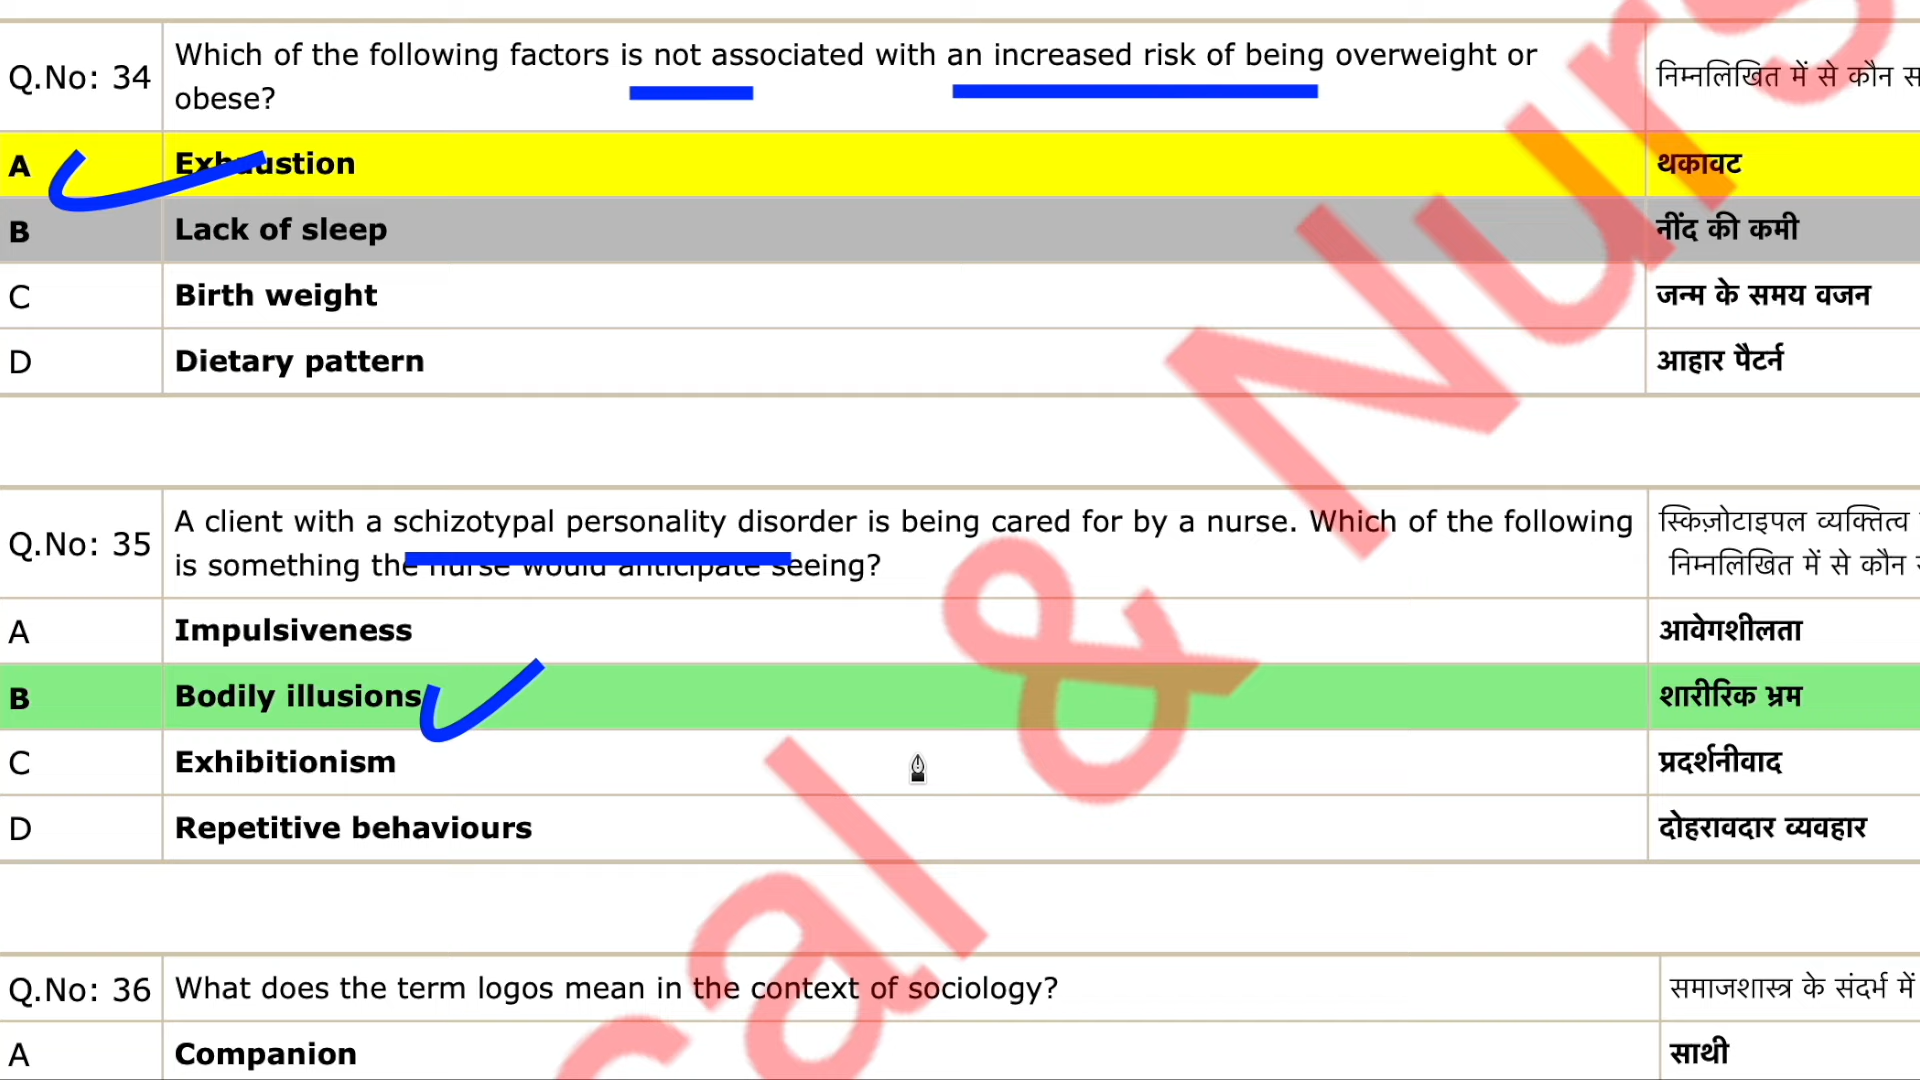 Q.No: 34
Which of the following factors is not associated with an increased risk of being overweight or
obese?
निम्नलिखित में से कौन
A Exhaustion थकावट
B Lack of sleep नींद की कमी
C Birth weight जन्म के समय वजन
D Dietary pattern आहार पैटर्न
Q.No: 35
A client with a schizotypal personality disorder is being cared for by a nurse. Which of the following
is something the nurse would anticipate seeing?
स्किज़ोटाइपल व्यक्तित्व
निम्नलिखित में से कौन
A Impulsiveness आवेगशीलता
B Bodily illusions शारीरिक भ्रम
C Exhibitionism प्रदर्शनीवाद
D Repetitive behaviours दोहरावदार व्यवहार
Q.No: 36 What does the term logos mean in the context of sociology? समाजशास्त्र के संदर्भ में
A Companion साथी
cal & Nurs